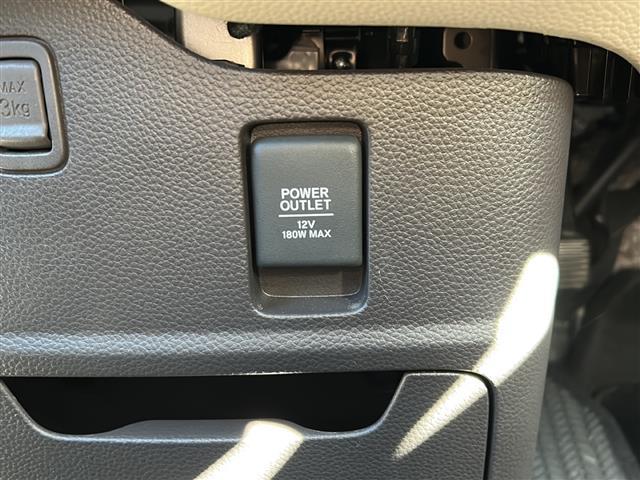 MAX
3kg
POWER
OUTLET
12V
180W MAX